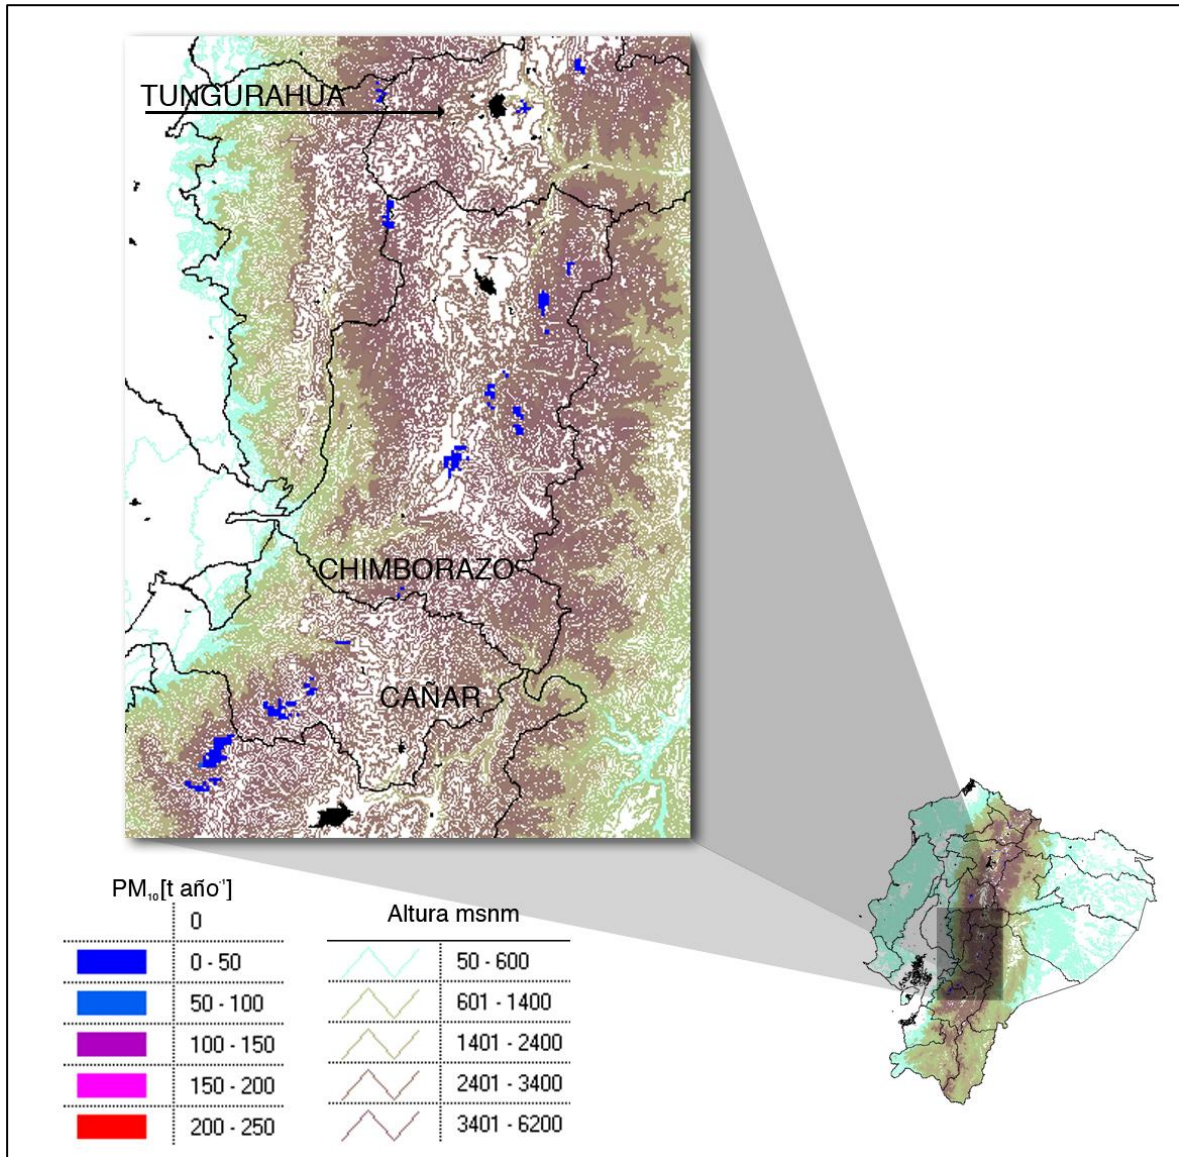 TUNGURAHUA
CHIMBORAZO
CAÑAR
PM₁₀[t año⁻¹]
0
0 - 50
50 - 100
100 - 150
150 - 200
200 - 250
Altura msnm
50 - 600
601 - 1400
1401 - 2400
2401 - 3400
3401 - 6200